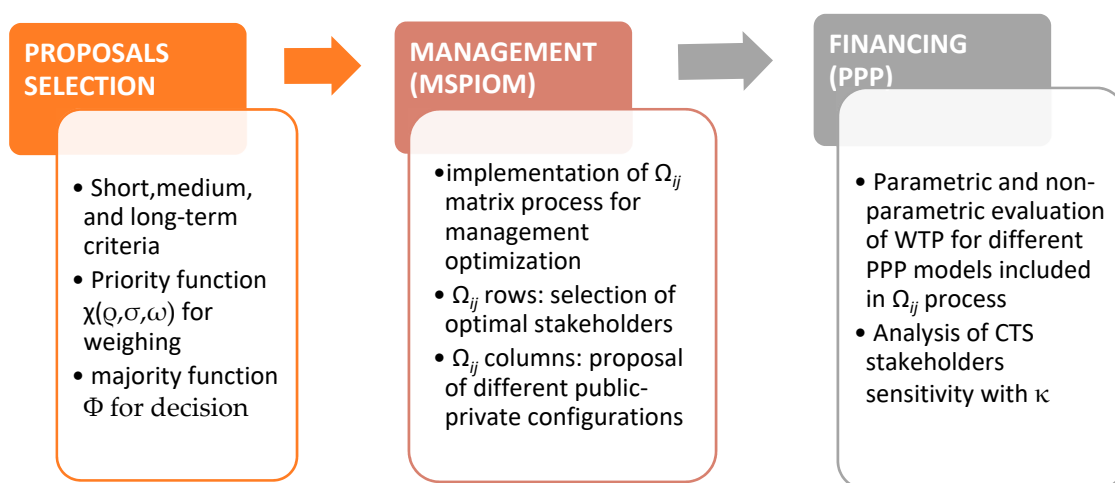 PROPOSALS
SELECTION
• Short,medium,
and long-term
criteria
• Priority function
χ(ϱ,σ,ω) for
weighing
• majority function
Φ for decision
MANAGEMENT
(MSPIOM)
•implementation of Ωij
matrix process for
management
optimization
• Ωij rows: selection of
optimal stakeholders
• Ωij columns: proposal
of different public-
private configurations
FINANCING
(PPP)
• Parametric and non-
parametric evaluation
of WTP for different
PPP models included
in Ωij process
• Analysis of CTS
stakeholders
sensitivity with κ